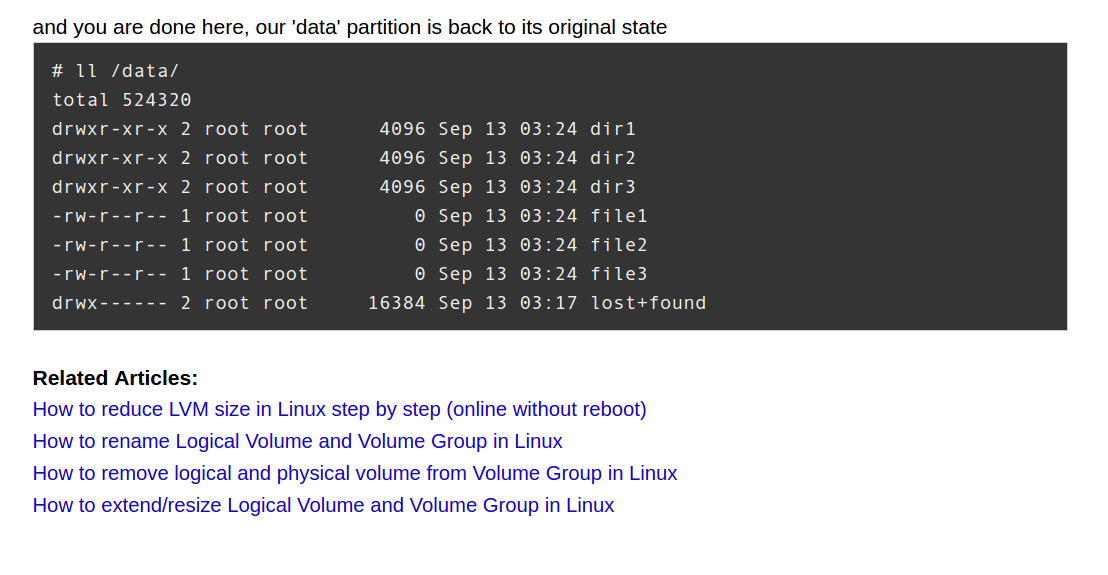 and you are done here, our 'data' partition is back to its original state
# ll /data/
total 524320
drwxr-xr-x 2 root root      4096 Sep 13 03:24 dir1
drwxr-xr-x 2 root root      4096 Sep 13 03:24 dir2
drwxr-xr-x 2 root root      4096 Sep 13 03:24 dir3
-rw-r--r-- 1 root root         0 Sep 13 03:24 file1
-rw-r--r-- 1 root root         0 Sep 13 03:24 file2
-rw-r--r-- 1 root root         0 Sep 13 03:24 file3
drwx------ 2 root root     16384 Sep 13 03:17 lost+found
Related Articles:
How to reduce LVM size in Linux step by step (online without reboot)
How to rename Logical Volume and Volume Group in Linux
How to remove logical and physical volume from Volume Group in Linux
How to extend/resize Logical Volume and Volume Group in Linux